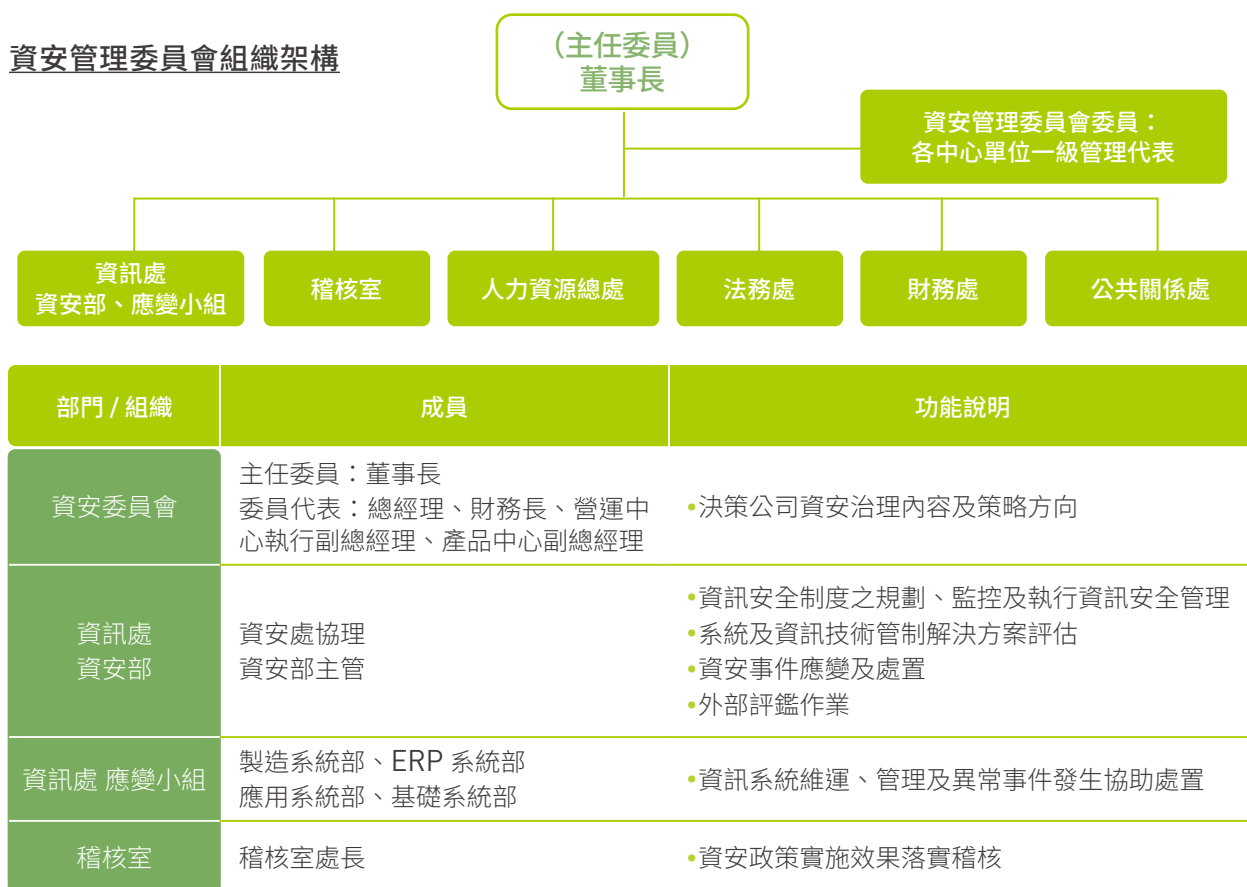 資安管理委員會組織架構
（主任委員）
董事長
資安管理委員會委員：
各中心單位一級管理代表
資訊處
資安部、應變小組
稽核室
人力資源總處
法務處
財務處
公共關係處
部門 / 組織
成員
功能說明
資安委員會
主任委員：董事長
委員代表：總經理、財務長、營運中
心執行副總經理、產品中心副總經理
•決策公司資安治理內容及策略方向
資訊處
資安部
資安處協理
資安部主管
•資訊安全制度之規劃、監控及執行資訊安全管理
•系統及資訊技術管制解決方案評估
•資安事件應變及處置
•外部評鑑作業
資訊處 應變小組
製造系統部、ERP 系統部
應用系統部、基礎系統部
•資訊系統維運、管理及異常事件發生協助處置
稽核室
稽核室處長
•資安政策實施效果落實稽核